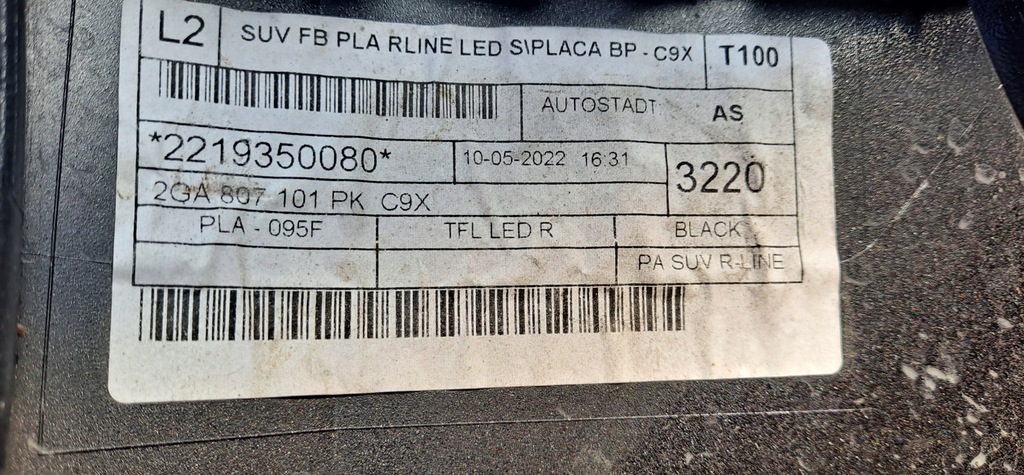 L2
SUV FB PLA RLINE LED S\PLACA BP - C9X
T100
AUTOSTADT:
AS
*2219350080*
10-05-2022 16:31
3220
2GA 807 101 PK C9X
PLA - 095F
TFL LED R
BLACK
PA SUV R-LINE